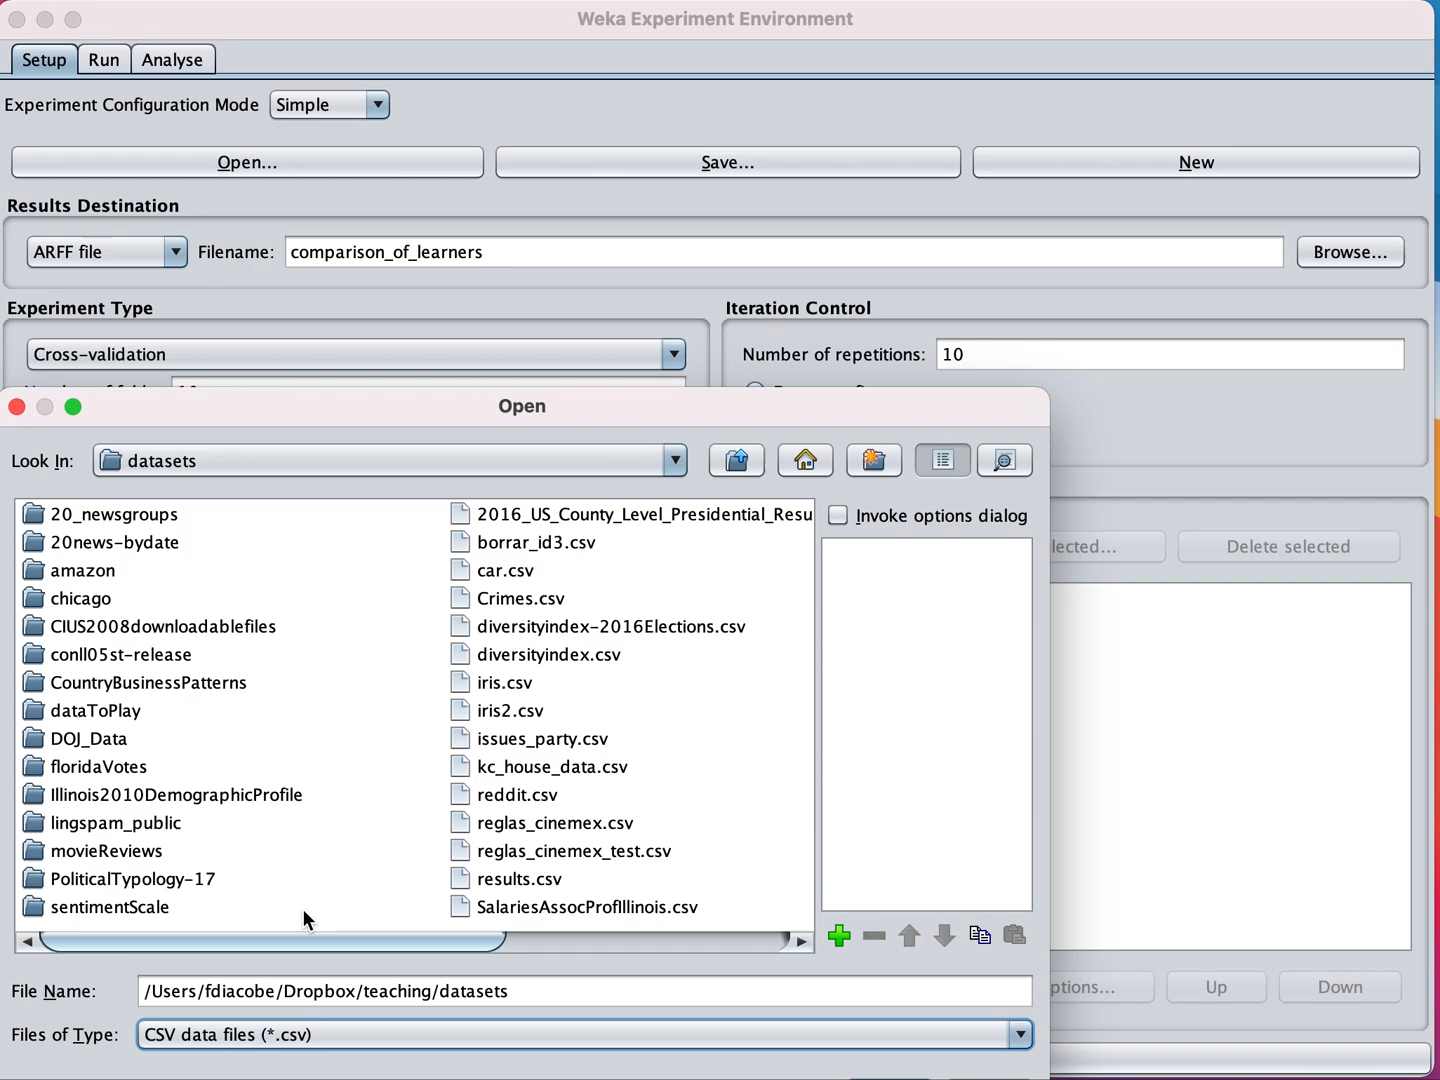 Weka Experiment Environment
Setup Run Analyse
Experiment Configuration Mode Simple
Open... Save... New
Results Destination
ARFF file Filename: comparison_of_learners Browse...
Experiment Type Iteration Control
Cross-validation Number of repetitions: 10
Open
Look In: datasets
20_newsgroups 2016_US_County_Level_Presidential_Resu Invoke options dialog
20news-bydate borrar_id3.csv lected... Delete selected
amazon car.csv
chicago Crimes.csv
CIUS2008downloadablefiles diversityindex-2016Elections.csv
conll05st-release diversityindex.csv
CountryBusinessPatterns iris.csv
dataToPlay iris2.csv
DOJ_Data issues_party.csv
floridaVotes kc_house_data.csv
Illinois2010DemographicProfile reddit.csv
lingspam_public reglas_cinemex.csv
movieReviews reglas_cinemex_test.csv
PoliticalTypology-17 results.csv
sentimentScale SalariesAssocProfIllinois.csv
File Name: /Users/fdiacobe/Dropbox/teaching/datasets ptions... Up Down
Files of Type: CSV data files (*.csv)